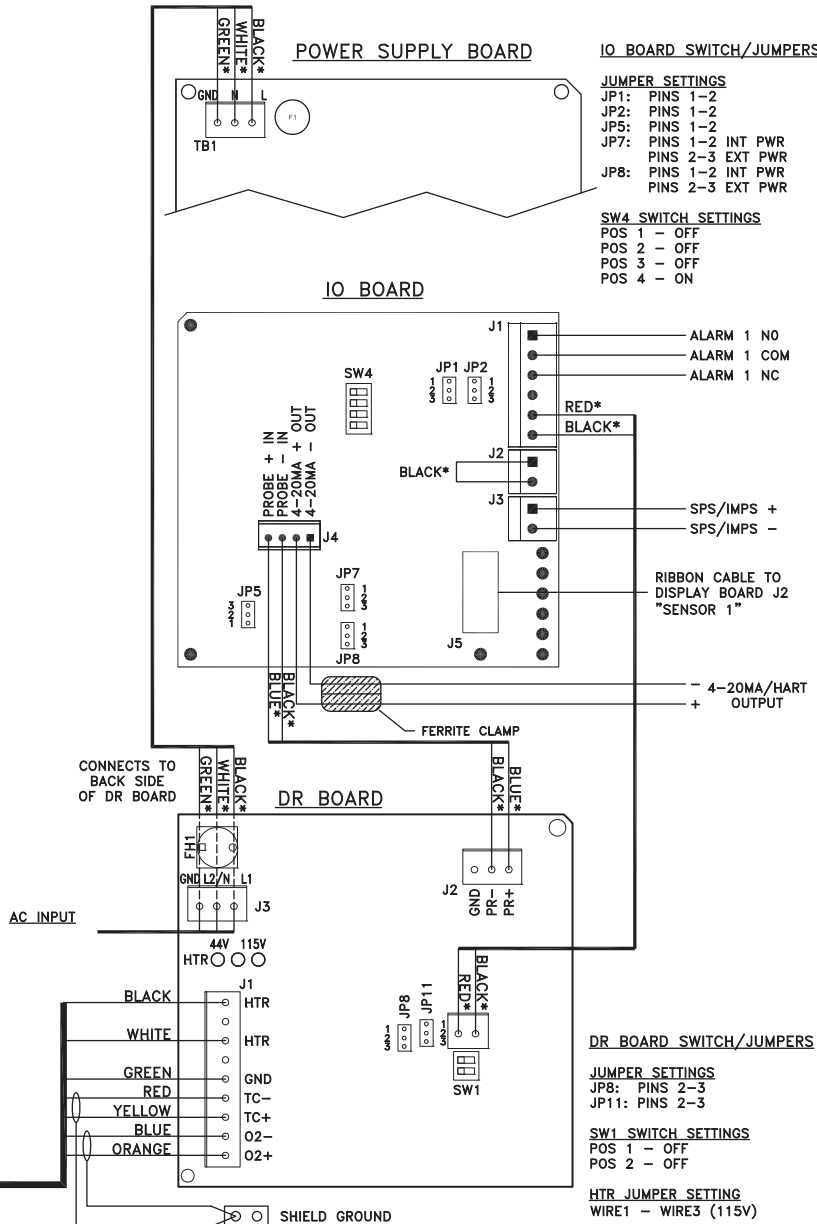 GREEN*
WHITE*
BLACK*
POWER SUPPLY BOARD
GND N L
F1
TB1
IO BOARD SWITCH/JUMPERS
JUMPER SETTINGS
JP1: PINS 1-2
JP2: PINS 1-2
JP5: PINS 1-2
JP7: PINS 1-2 INT PWR
PINS 2-3 EXT PWR
JP8: PINS 1-2 INT PWR
PINS 2-3 EXT PWR
SW4 SWITCH SETTINGS
POS 1 - OFF
POS 2 - OFF
POS 3 - OFF
POS 4 - ON
IO BOARD
J1
ALARM 1 NO
ALARM 1 COM
ALARM 1 NC
SW4
JP1 JP2
1 1
2 2
3 3
RED*
BLACK*
J2
BLACK*
J3
SPS/IMPS +
SPS/IMPS -
PROBE + IN
PROBE - IN
4-20MA + OUT
4-20MA - OUT
J4
JP5
3
2
1
JP7
1
2
3
1
2
3
JP8
J5
RIBBON CABLE TO
DISPLAY BOARD J2
"SENSOR 1"
- 4-20MA/HART
+ OUTPUT
BLUE*
BLACK*
FERRITE CLAMP
CONNECTS TO
BACK SIDE
OF DR BOARD
GREEN*
WHITE*
BLACK*
DR BOARD
BLACK*
BLUE*
FH1
GND L2/N L1
J3
J2
GND
PR-
PR+
AC INPUT
44V 115V
HTR
J1
BLACK HTR
WHITE HTR
GREEN GND
RED TC-
YELLOW TC+
BLUE O2-
ORANGE O2+
RED*
BLACK*
JP8
1
2
3
JP11
1
2
3
SW1
DR BOARD SWITCH/JUMPERS
JUMPER SETTINGS
JP8: PINS 2-3
JP11: PINS 2-3
SW1 SWITCH SETTINGS
POS 1 - OFF
POS 2 - OFF
HTR JUMPER SETTING
WIRE1 - WIRE3 (115V)
SHIELD GROUND